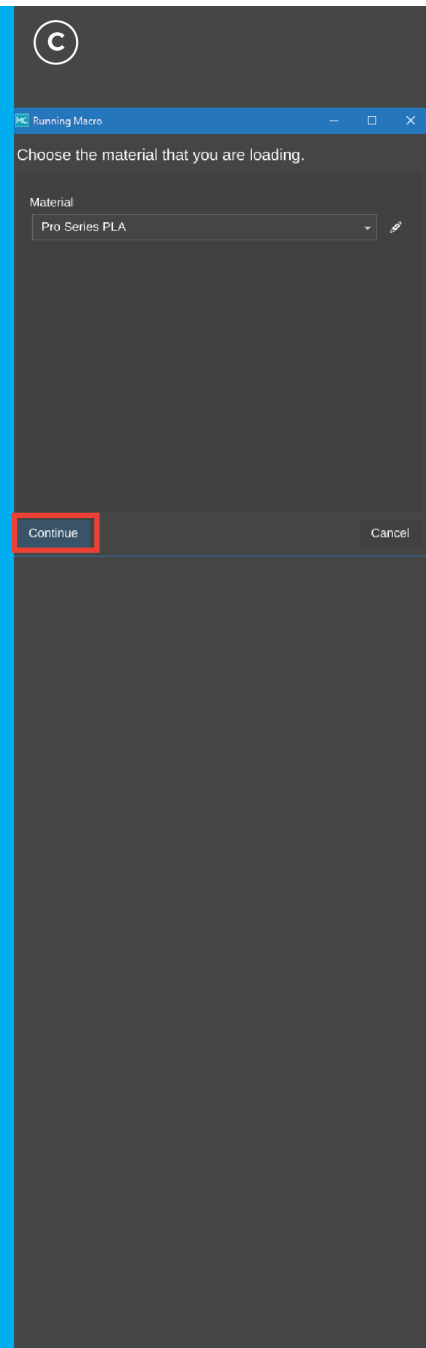 C
MC Running Macro
Choose the material that you are loading.
Material
Pro Series PLA
Continue
Cancel